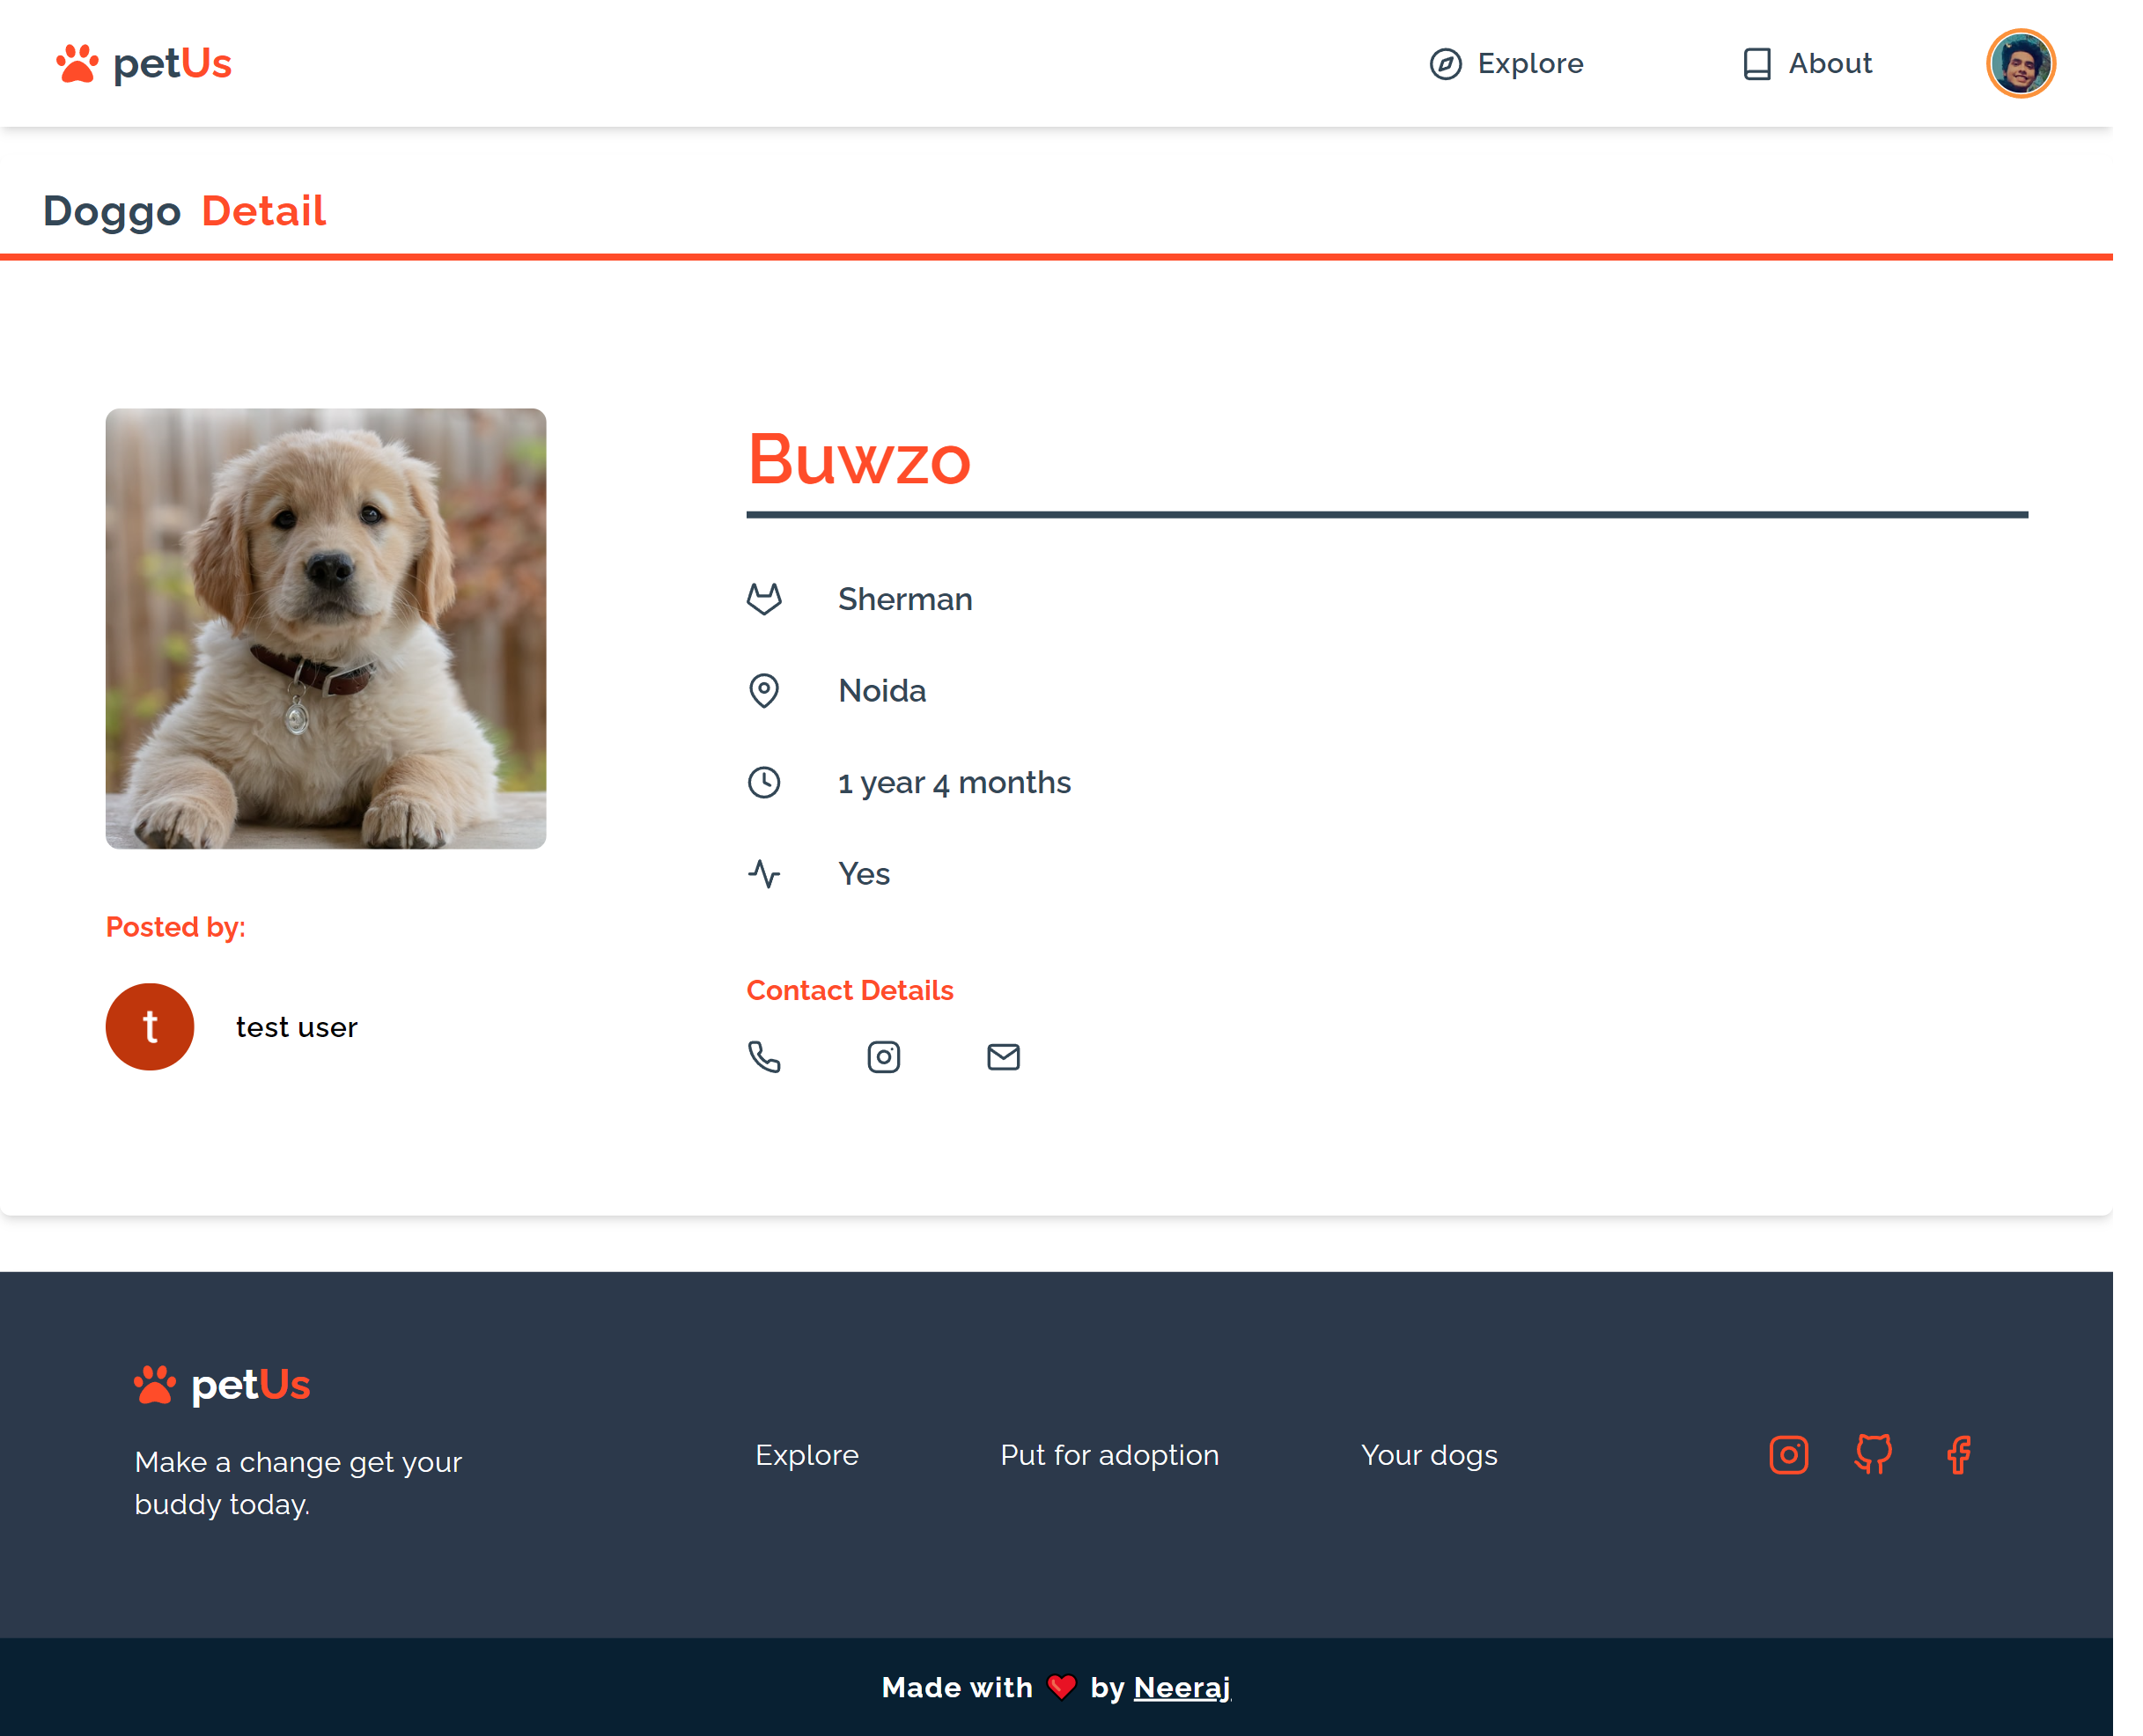 petUs
Explore
About
Doggo Detail
Buwzo
Sherman
Noida
1 year 4 months
Yes
Posted by:
t
test user
Contact Details
petUs
Make a change get your
buddy today.
Explore
Put for adoption
Your dogs
Made with ❤️ by Neeraj